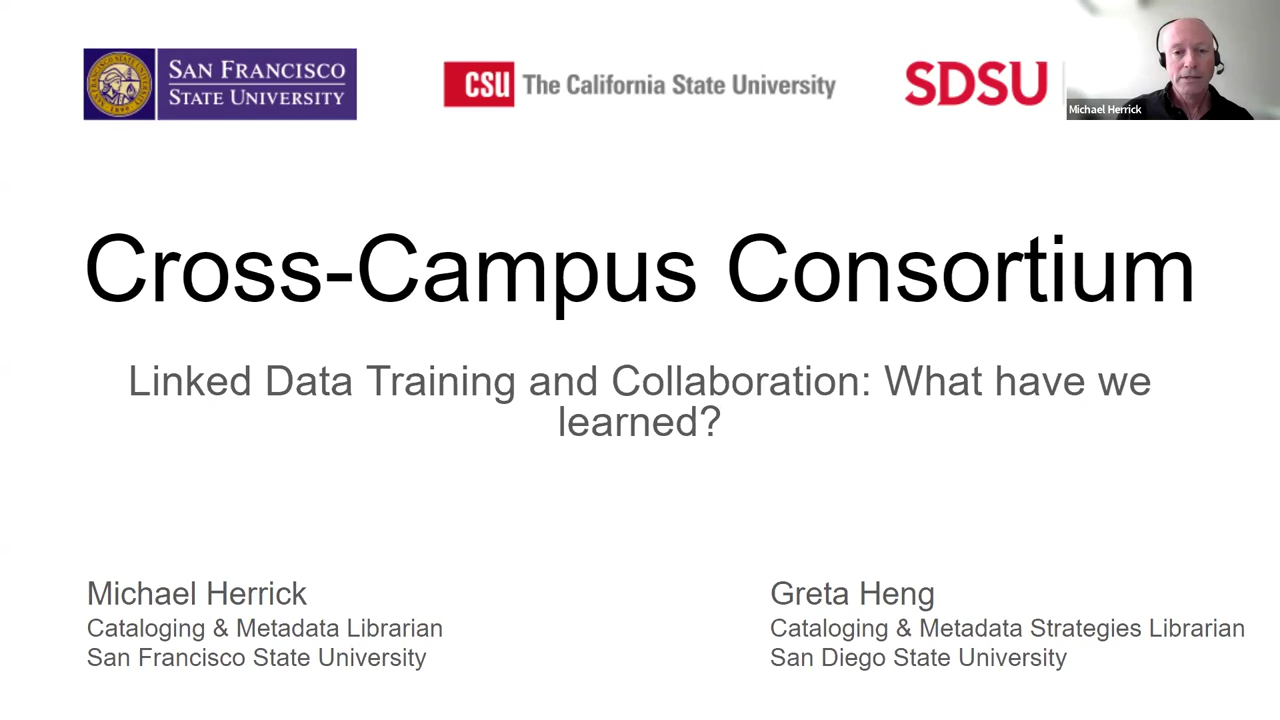 SAN FRANCISCO
STATE UNIVERSITY
CSU The California State University
SDSU
Michael Herrick
Cross-Campus Consortium
Linked Data Training and Collaboration: What have we
learned?
Michael Herrick
Cataloging & Metadata Librarian
San Francisco State University
Greta Heng
Cataloging & Metadata Strategies Librarian
San Diego State University